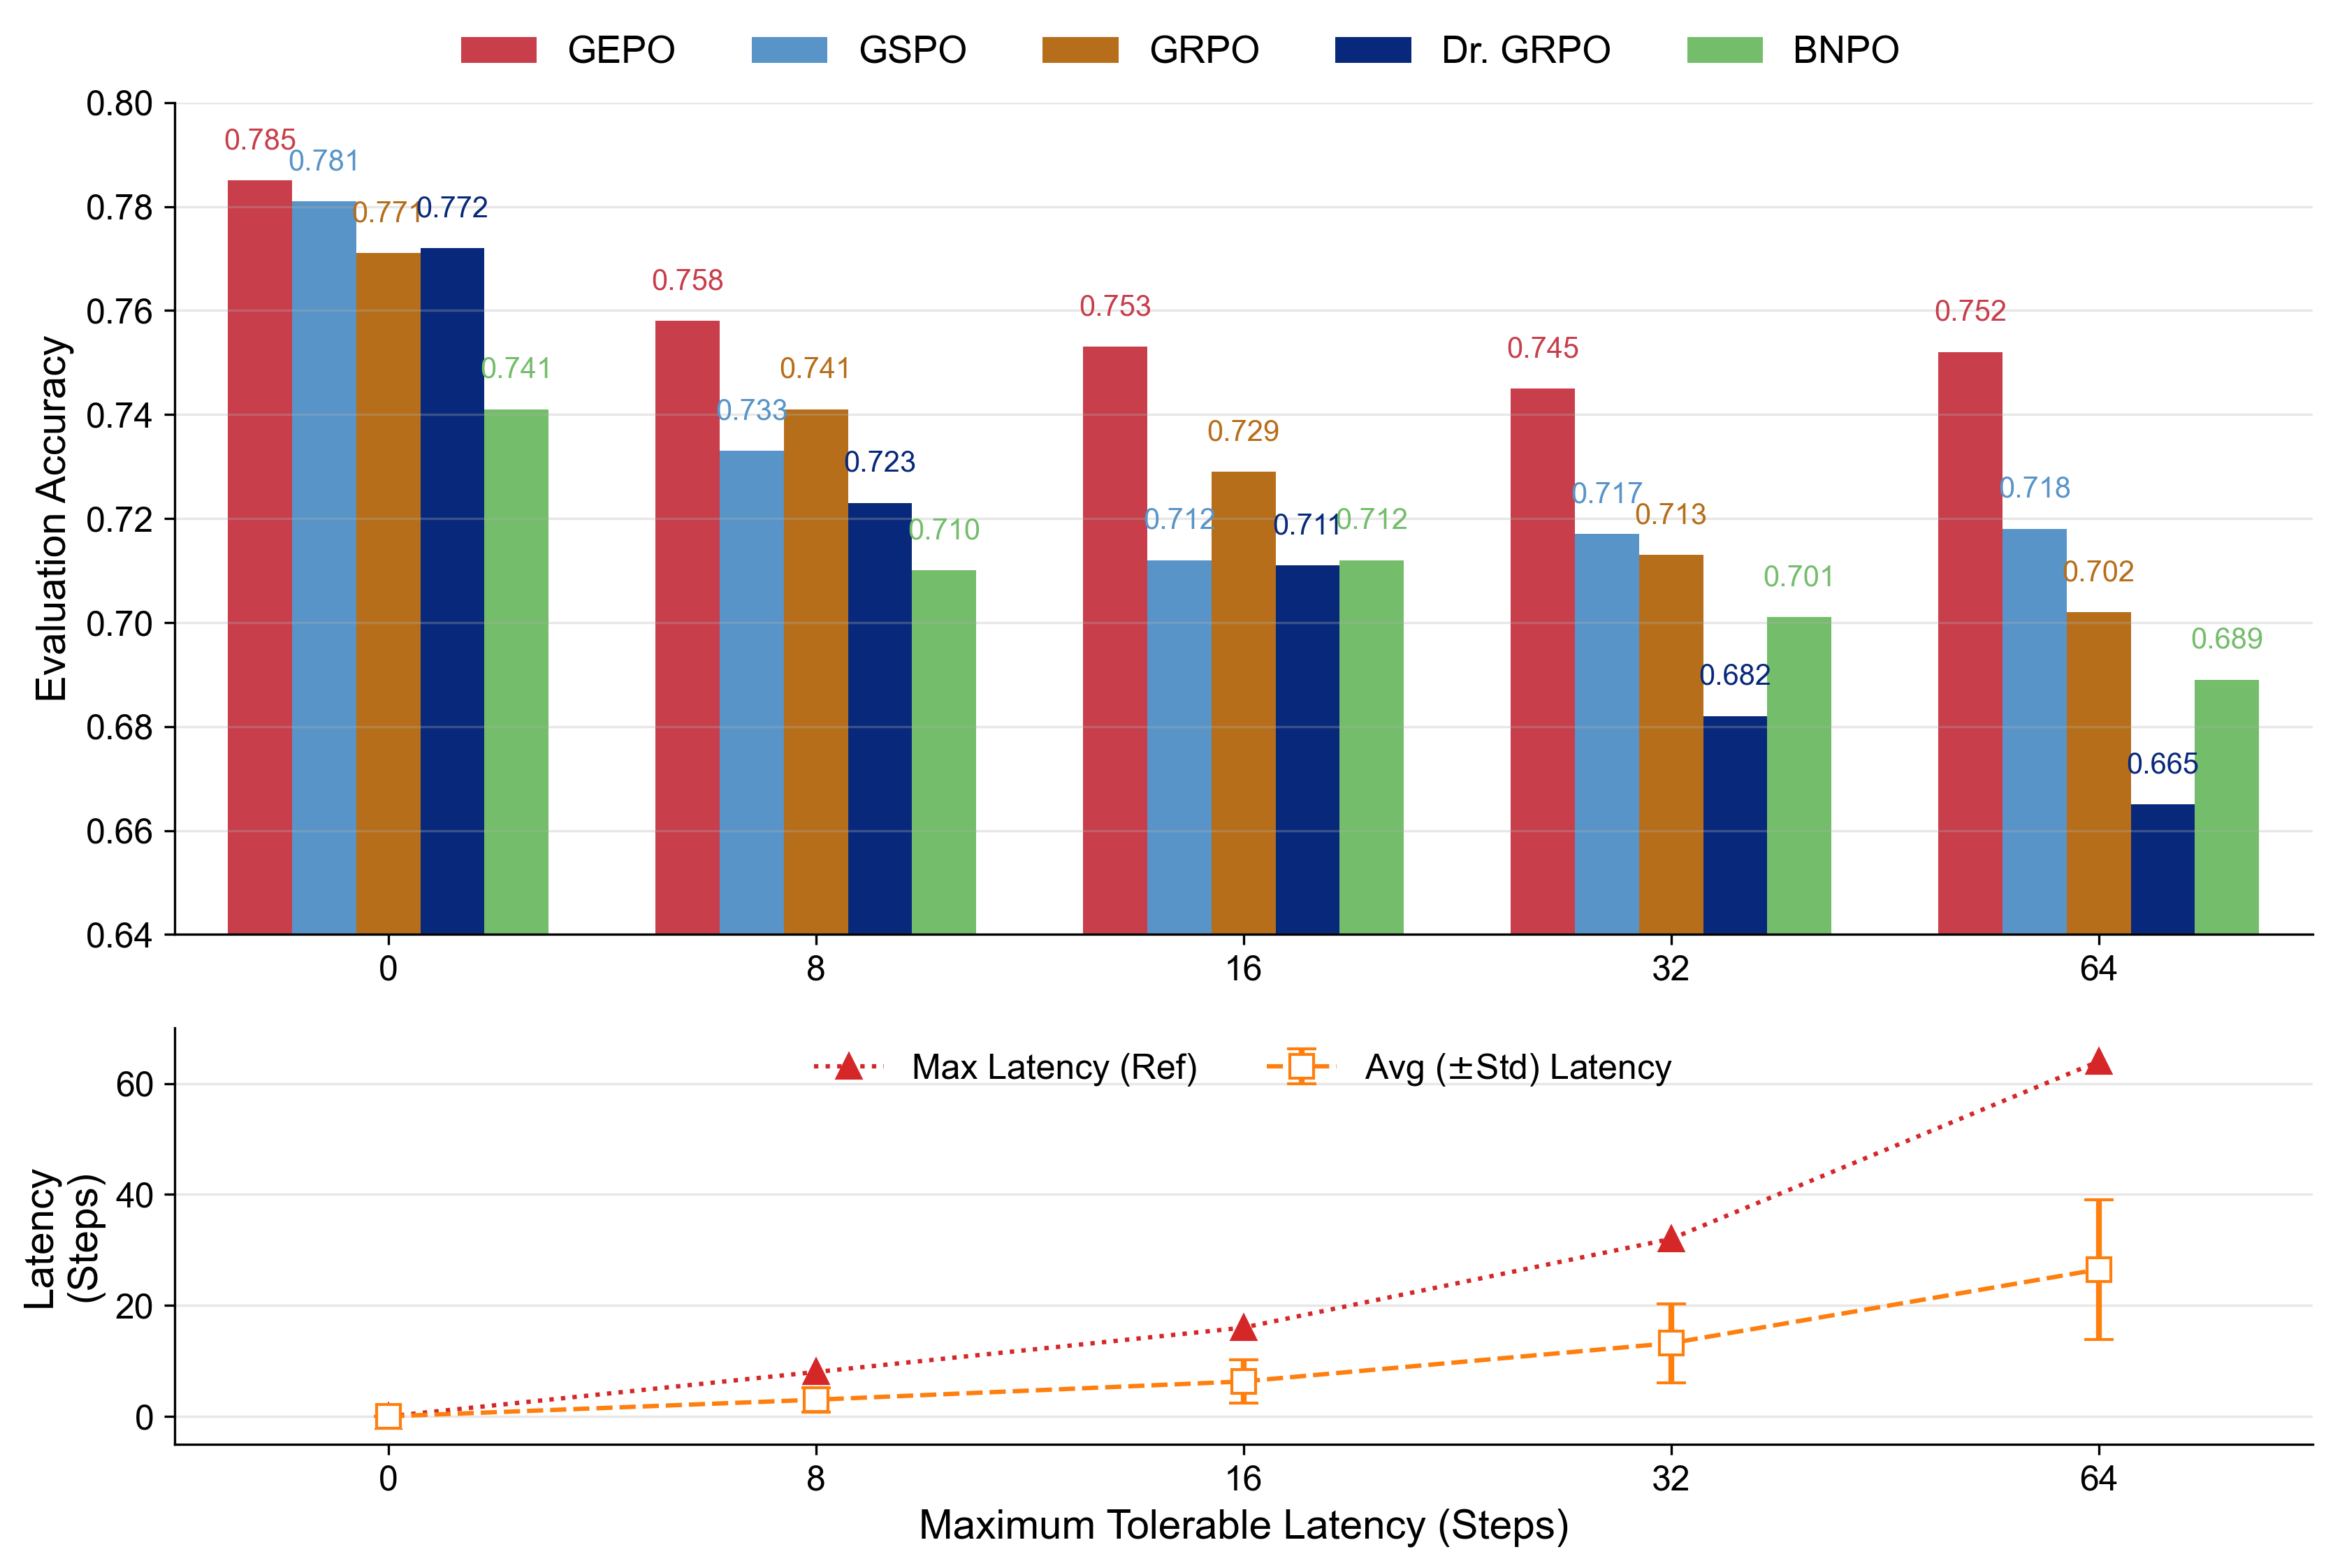 GEPO GSPO GRPO Dr. GRPO BNPO
Evaluation Accuracy
0.80
0.78
0.76
0.74
0.72
0.70
0.68
0.66
0.64
0.785 0.781 0.771 0.772 0.741
0.758 0.733 0.741 0.723 0.710
0.753 0.712 0.729 0.711 0.712
0.745 0.717 0.713 0.682 0.701
0.752 0.718 0.702 0.665 0.689
0 8 16 32 64
Max Latency (Ref) Avg (±Std) Latency
Latency
(Steps)
60
40
20
0
0 8 16 32 64
Maximum Tolerable Latency (Steps)